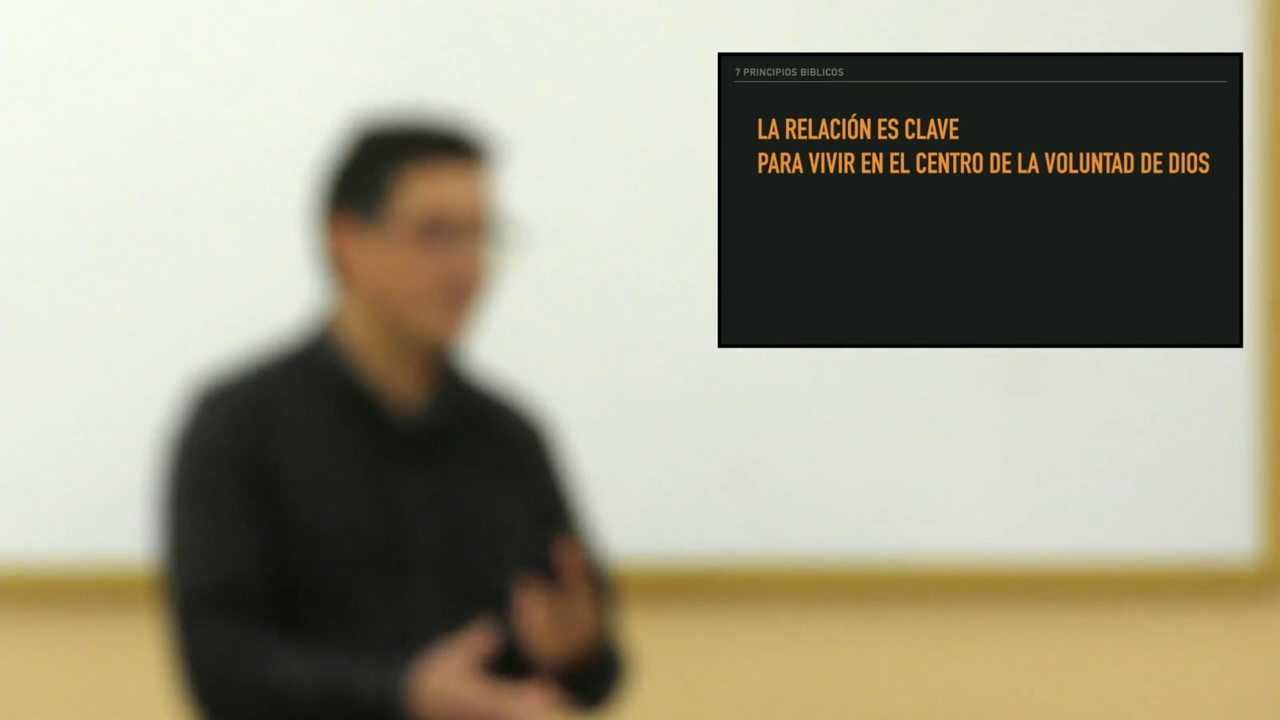 7 PRINCIPIOS BIBLICOS
LA RELACIÓN ES CLAVE
PARA VIVIR EN EL CENTRO DE LA VOLUNTAD DE DIOS